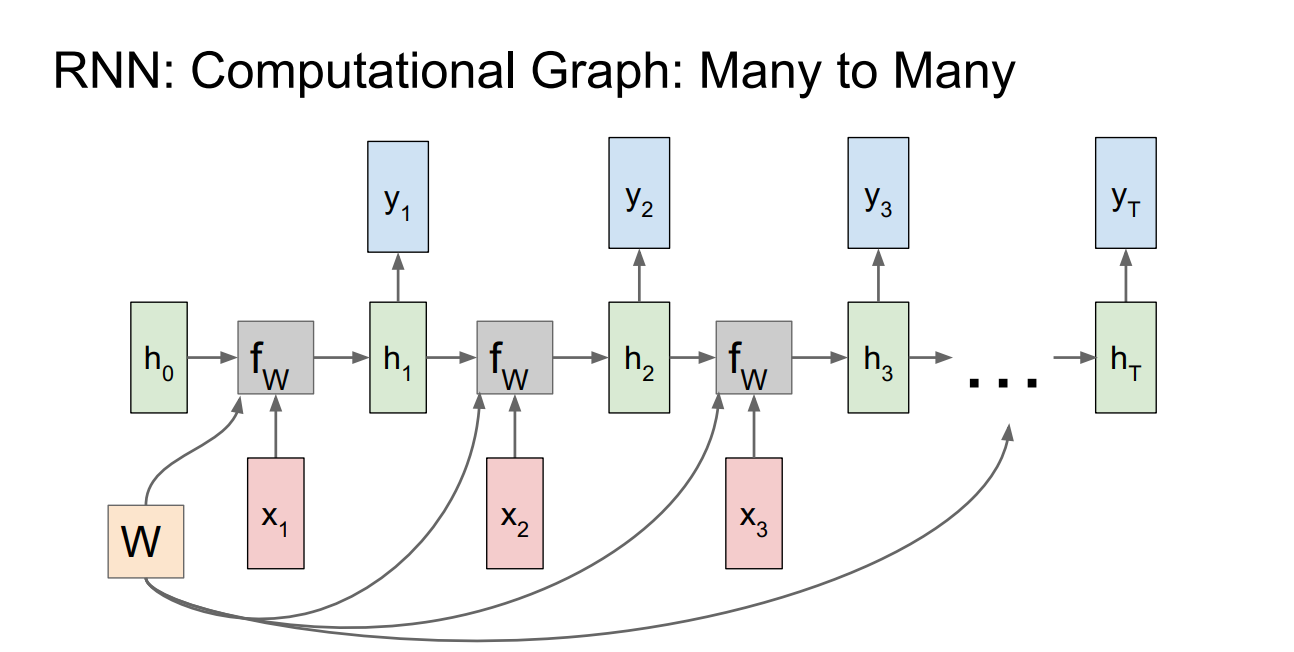 RNN: Computational Graph: Many to Many
y1 y2 y3 yT
h0 fW h1 fW h2 fW h3 ... hT
W x1 x2 x3